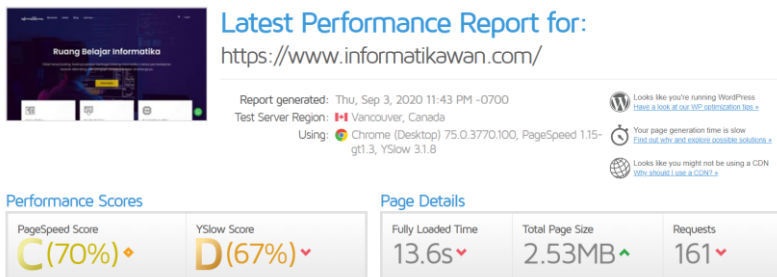 Ruang Belajar Informatika
Latest Performance Report for:
https://www.informatikawan.com/
Report generated: Thu, Sep 3, 2020 11:43 PM -0700
Test Server Region: Vancouver, Canada
Using: Chrome (Desktop) 75.0.3770.100, PageSpeed 1.15-
gt1.3, YSlow 3.1.8
Looks like you're running WordPress
Have a look at our WP optimization tips »
Your page generation time is slow
Find out why and explore possible solutions »
Looks like you might not be using a CDN
Why should I use a CDN? »
Performance Scores
PageSpeed Score
C (70%)
YSlow Score
D (67%)
Page Details
Fully Loaded Time
13.6s
Total Page Size
2.53MB
Requests
161